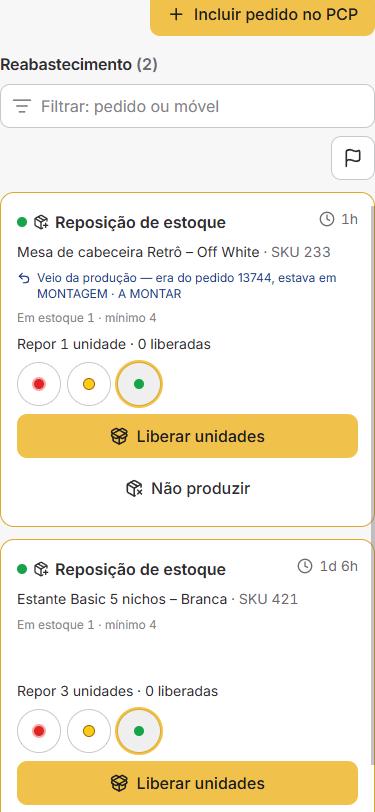 Incluir pedido no PCP
Reabastecimento (2)
Filtrar: pedido ou móvel
Reposição de estoque
1h
Mesa de cabeceira Retrô – Off White · SKU 233
Veio da produção — era do pedido 13744, estava em
MONTAGEM · A MONTAR
Em estoque 1 · mínimo 4
Repor 1 unidade · 0 liberadas
Liberar unidades
Não produzir
Reposição de estoque
1d 6h
Estante Basic 5 nichos – Branca · SKU 421
Em estoque 1 · mínimo 4
Repor 3 unidades · 0 liberadas
Liberar unidades